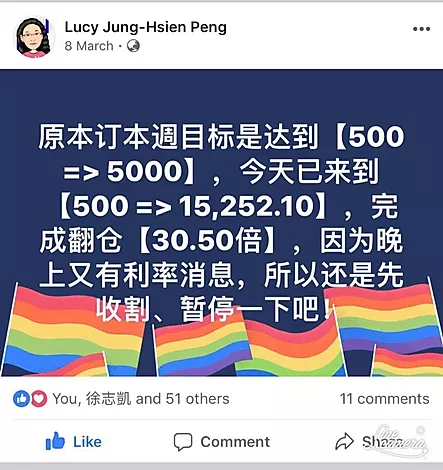 Lucy Jung-Hsien Peng
8 March
原本订本週目标是达到【500
=> 5000】，今天已来到
【500 => 15,252.10】，完
成翻仓【30.50倍】，因为晚
上又有利率消息，所以还是先
收割、暂停一下吧！
You, 徐志凱 and 51 others
11 comments
Like
Comment
Share
One
Camera